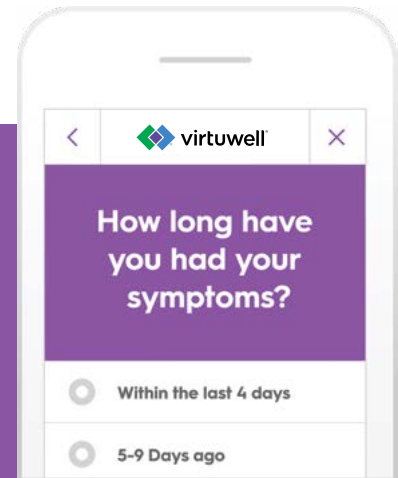 virtuwell
How long have
you had your
symptoms?
Within the last 4 days
5-9 Days ago